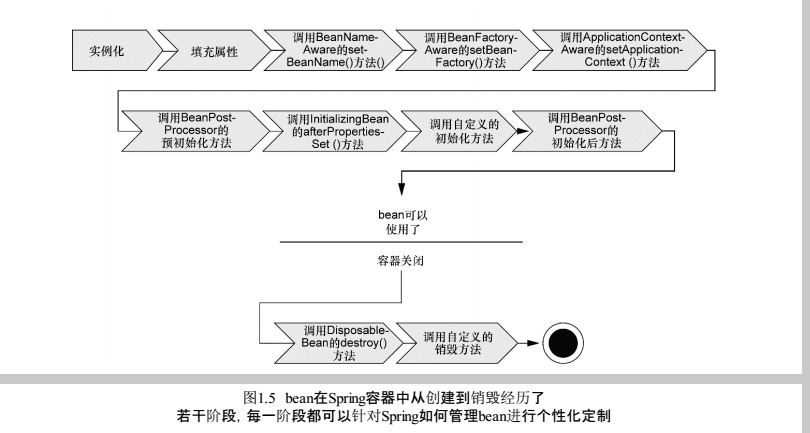 实例化
填充属性
调用BeanName-
Aware的set-
BeanName()方法()
调用BeanFactory-
Aware的setBean-
Factory()方法
调用ApplicationContext-
Aware的setApplication-
Context ()方法
调用BeanPost-
Processor的
预初始化方法
调用InitializingBean
的afterProperties-
Set ()方法
调用自定义的
初始化方法
调用BeanPost-
Processor的
初始化后方法
bean可以
使用了
容器关闭
调用Disposable-
Bean的destroy()
方法
调用自定义的
销毁方法
图1.5 bean在Spring容器中从创建到销毁经历了
若干阶段, 每一阶段都可以针对Spring如何管理bean进行个性化定制